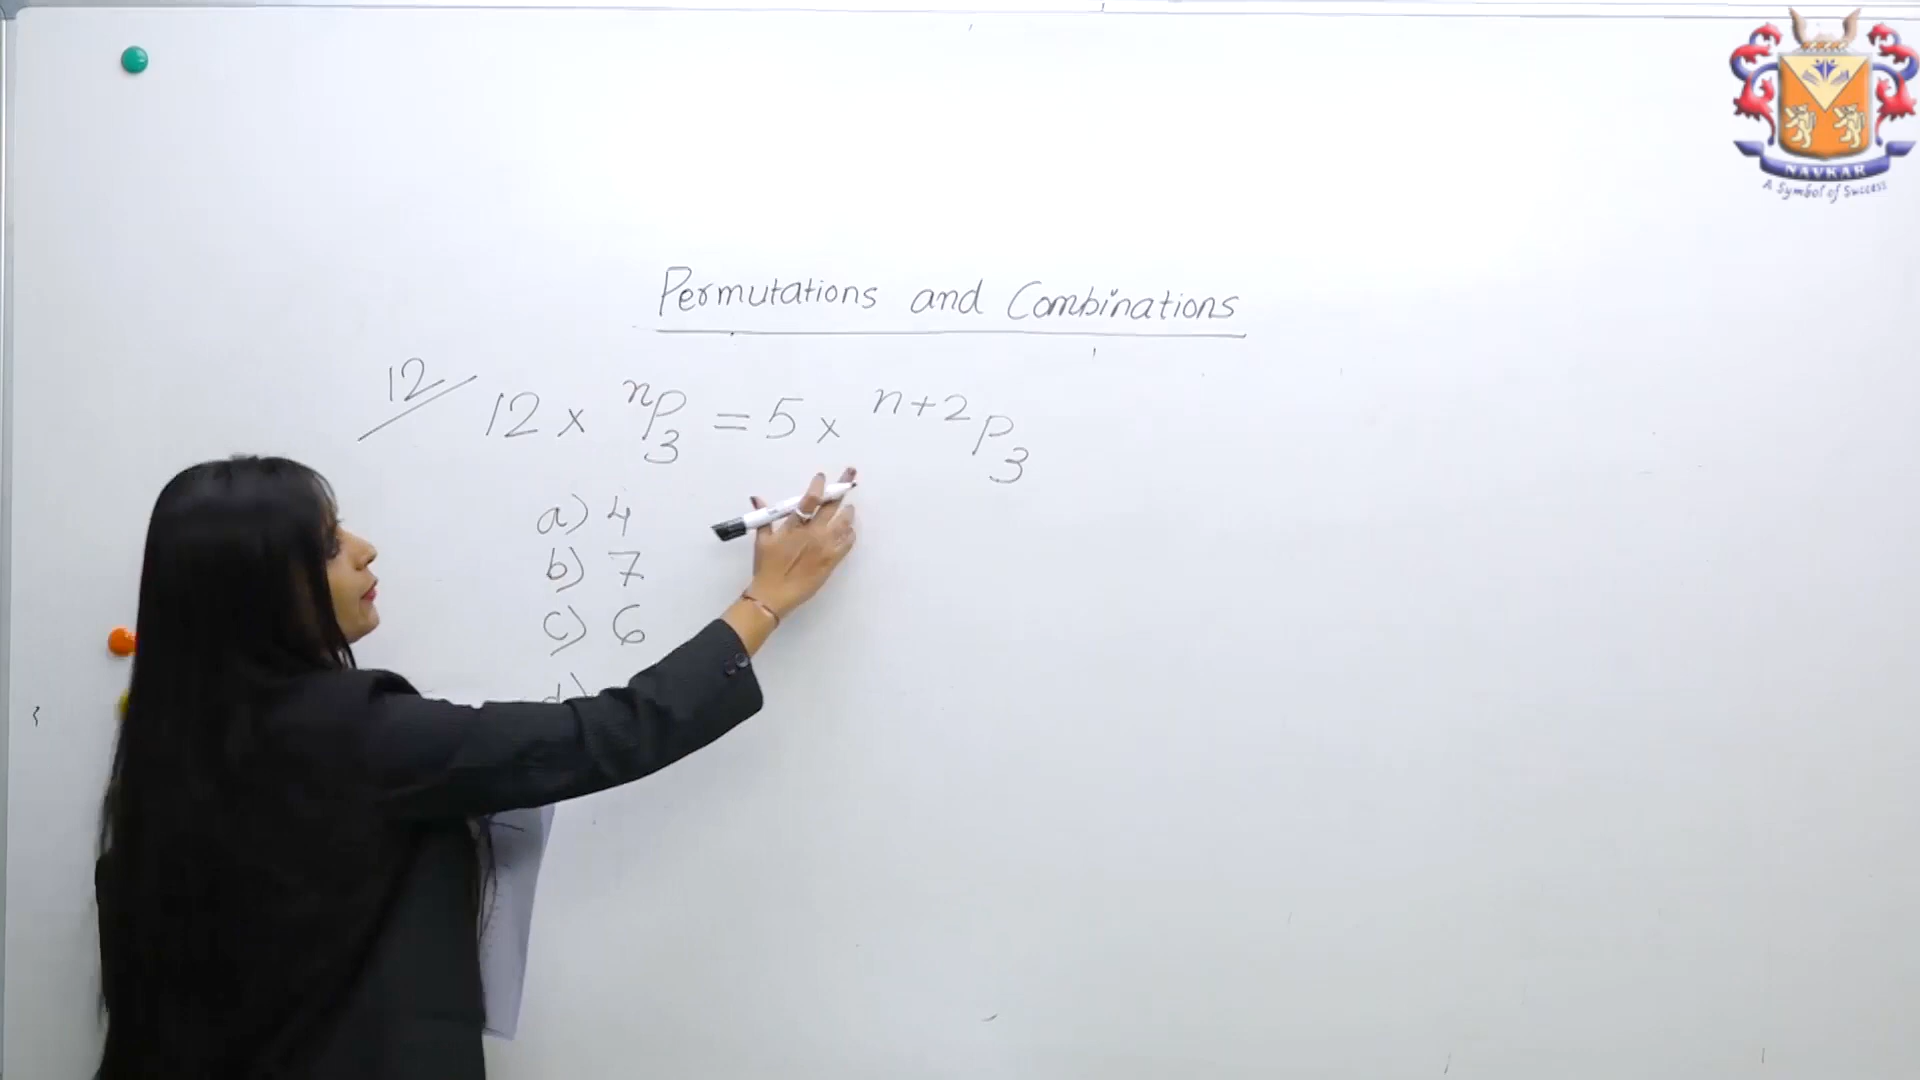 NAVKAR
A Symbol of Success
Permutations and Combinations
12 12 × ⁿP₃ = 5 × ⁿ⁺²P₃
a) 4
b) 7
c) 6
d)